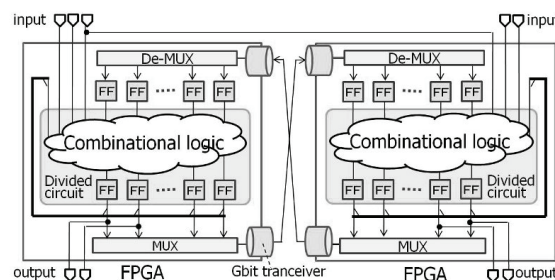 input
input
De-MUX
De-MUX
FF FF FF FF
FF FF FF FF
Combinational logic
Combinational logic
Divided circuit
FF FF FF FF
FF FF FF FF
Divided circuit
MUX
MUX
output
FPGA
Gbit tranceiver
FPGA
output